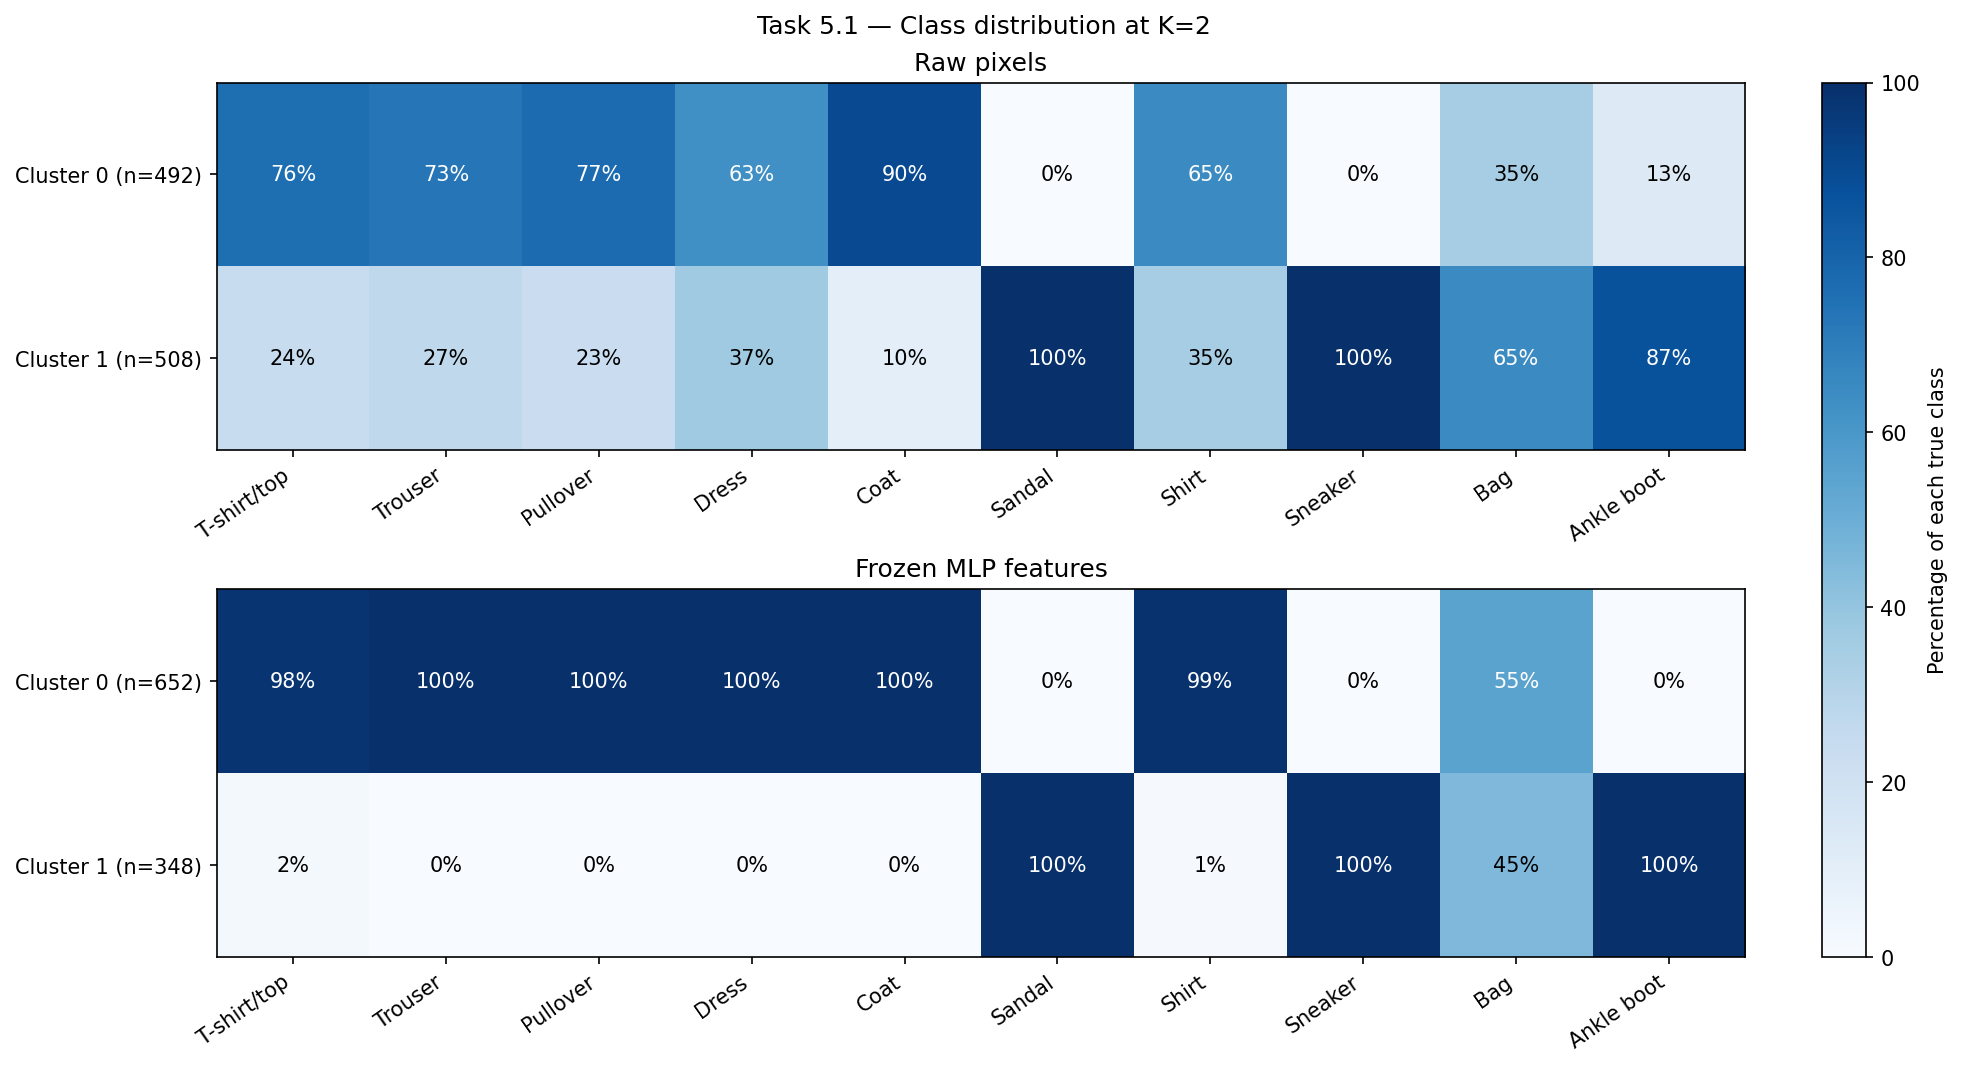 Task 5.1 — Class distribution at K=2
Raw pixels
Cluster 0 (n=492)
76% 73% 77% 63% 90% 0% 65% 0% 35% 13%
Cluster 1 (n=508)
24% 27% 23% 37% 10% 100% 35% 100% 65% 87%
T-shirt/top Trouser Pullover Dress Coat Sandal Shirt Sneaker Bag Ankle boot
Frozen MLP features
Cluster 0 (n=652)
98% 100% 100% 100% 100% 0% 99% 0% 55% 0%
Cluster 1 (n=348)
2% 0% 0% 0% 0% 100% 1% 100% 45% 100%
T-shirt/top Trouser Pullover Dress Coat Sandal Shirt Sneaker Bag Ankle boot
100
80
60
40
20
0
Percentage of each true class